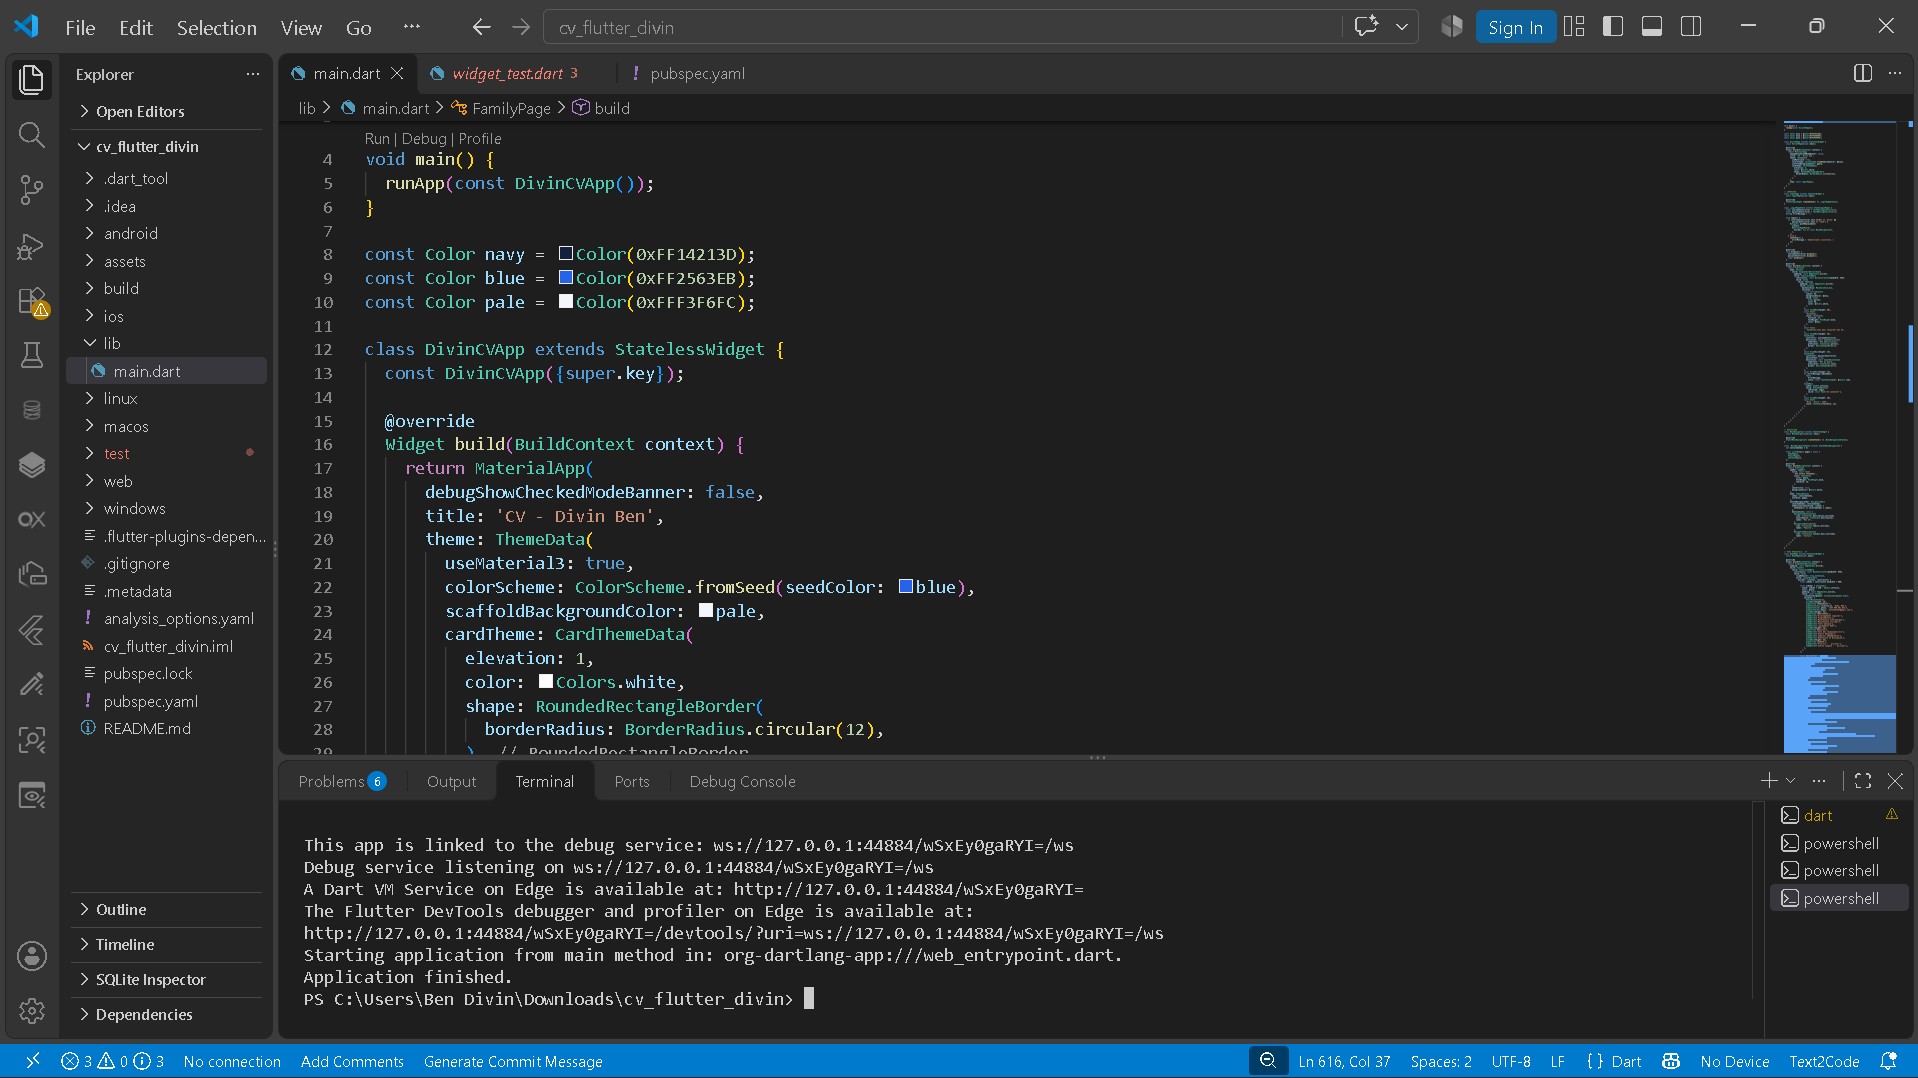 File Edit Selection View Go ··· cv_flutter_divin Sign In
Explorer ···
Open Editors
cv_flutter_divin
.dart_tool
.idea
android
assets
build
ios
lib
main.dart
linux
macos
test
web
windows
.flutter-plugins-depen...
.gitignore
.metadata
! analysis_options.yaml
cv_flutter_divin.iml
pubspec.lock
! pubspec.yaml
README.md
Outline
Timeline
SQLite Inspector
Dependencies
main.dart widget_test.dart 3 ! pubspec.yaml
lib > main.dart > FamilyPage > build
Run | Debug | Profile
4 void main() {
5 runApp(const DivinCVApp());
6 }
7
8 const Color navy = Color(0xFF14213D);
9 const Color blue = Color(0xFF2563EB);
10 const Color pale = Color(0xFFF3F6FC);
11
12 class DivinCVApp extends StatelessWidget {
13 const DivinCVApp({super.key});
14
15 @override
16 Widget build(BuildContext context) {
17 return MaterialApp(
18 debugShowCheckedModeBanner: false,
19 title: 'CV - Divin Ben',
20 theme: ThemeData(
21 useMaterial3: true,
22 colorScheme: ColorScheme.fromSeed(seedColor: blue),
23 scaffoldBackgroundColor: pale,
24 cardTheme: CardThemeData(
25 elevation: 1,
26 color: Colors.white,
27 shape: RoundedRectangleBorder(
28 borderRadius: BorderRadius.circular(12),
29 ) // RoundedRectangleBorder
Problems 6 Output Terminal Ports Debug Console
This app is linked to the debug service: ws://127.0.0.1:44884/wSxEy0gaRYI=/ws
Debug service listening on ws://127.0.0.1:44884/wSxEy0gaRYI=/ws
A Dart VM Service on Edge is available at: http://127.0.0.1:44884/wSxEy0gaRYI=
The Flutter DevTools debugger and profiler on Edge is available at:
http://127.0.0.1:44884/wSxEy0gaRYI=/devtools/?uri=ws://127.0.0.1:44884/wSxEy0gaRYI=/ws
Starting application from main method in: org-dartlang-app:///web_entrypoint.dart.
Application finished.
PS C:\Users\Ben Divin\Downloads\cv_flutter_divin>
dart
powershell
powershell
powershell
3 0 3 No connection Add Comments Generate Commit Message Ln 616, Col 37 Spaces: 2 UTF-8 LF { } Dart No Device Text2Code